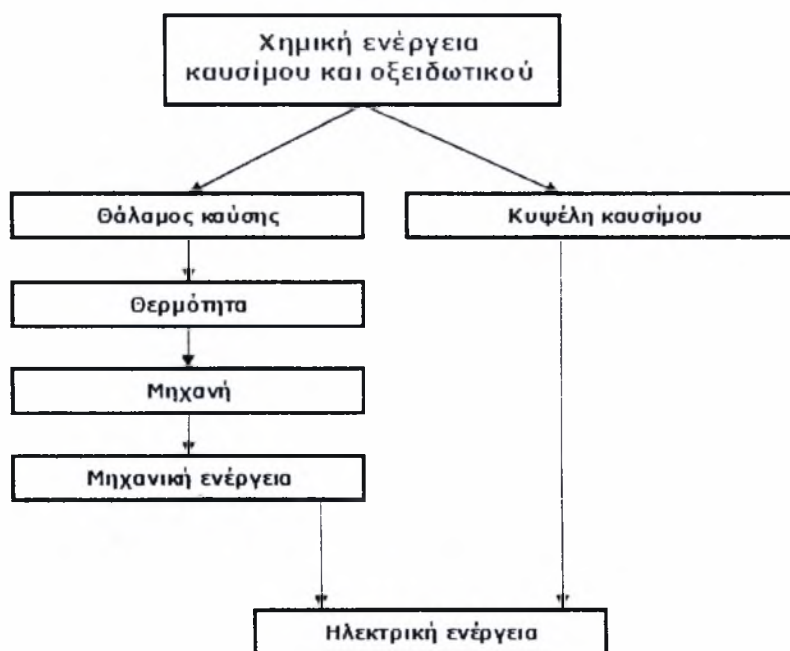 Χημική ενέργεια
καυσίμου και οξειδωτικού
Θάλαμος καύσης
Κυψέλη καυσίμου
Θερμότητα
Μηχανή
Μηχανική ενέργεια
Ηλεκτρική ενέργεια